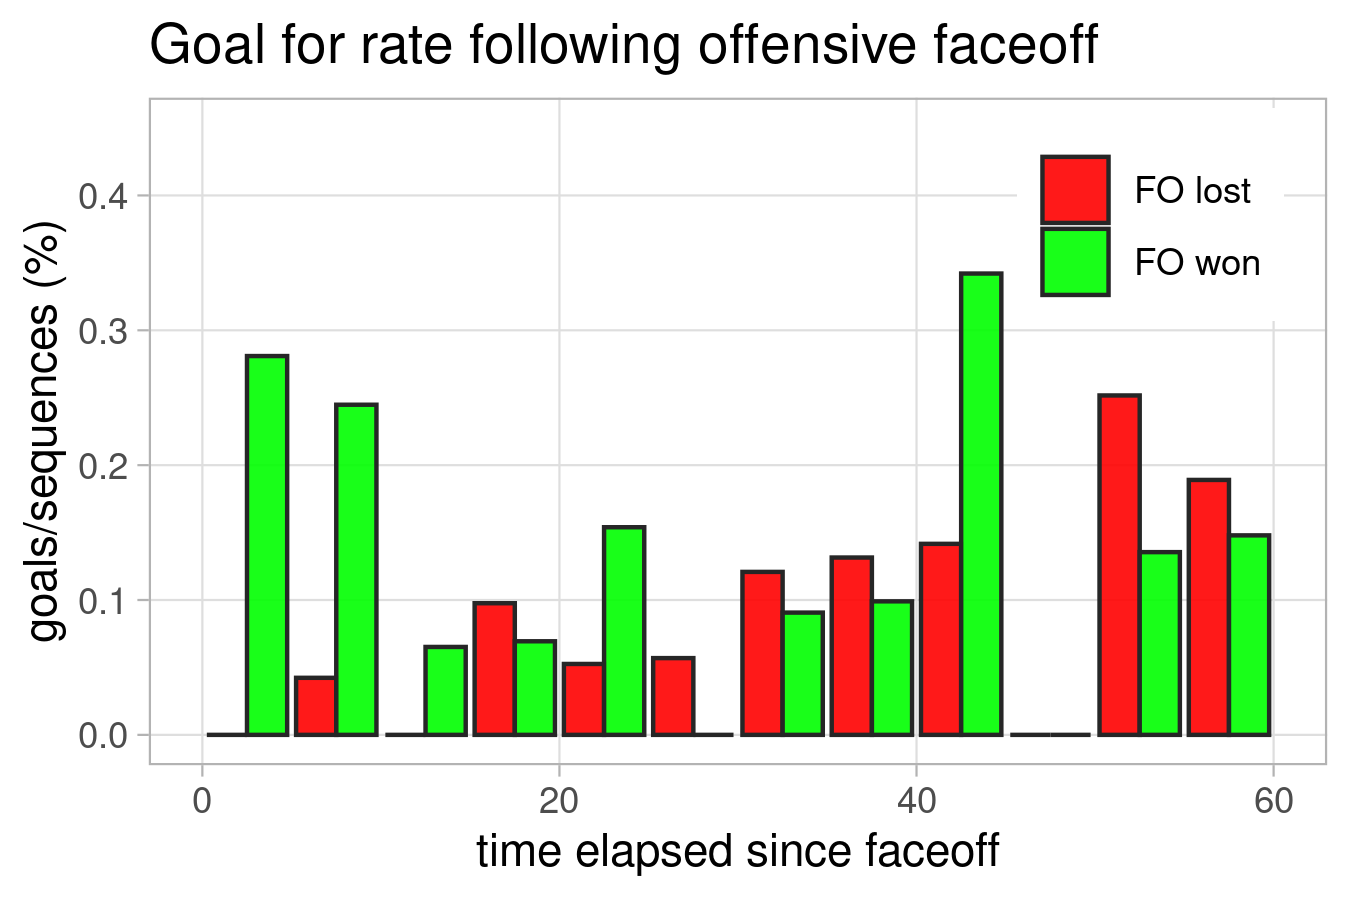 Goal for rate following offensive faceoff
goals/sequences (%)
0.4
0.3
0.2
0.1
0.0
FO lost
FO won
0 20 40 60
time elapsed since faceoff